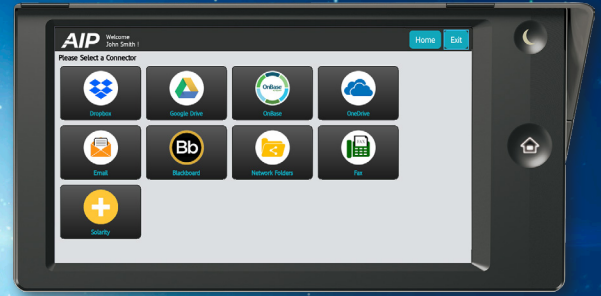 AIP
Welcome
John Smith !
Home
Exit
Please Select a Connector
OnBase
Dropbox
Google Drive
OnBase
OneDrive
Bb
Email
Blackboard
Network Folders
Fax
Solarity